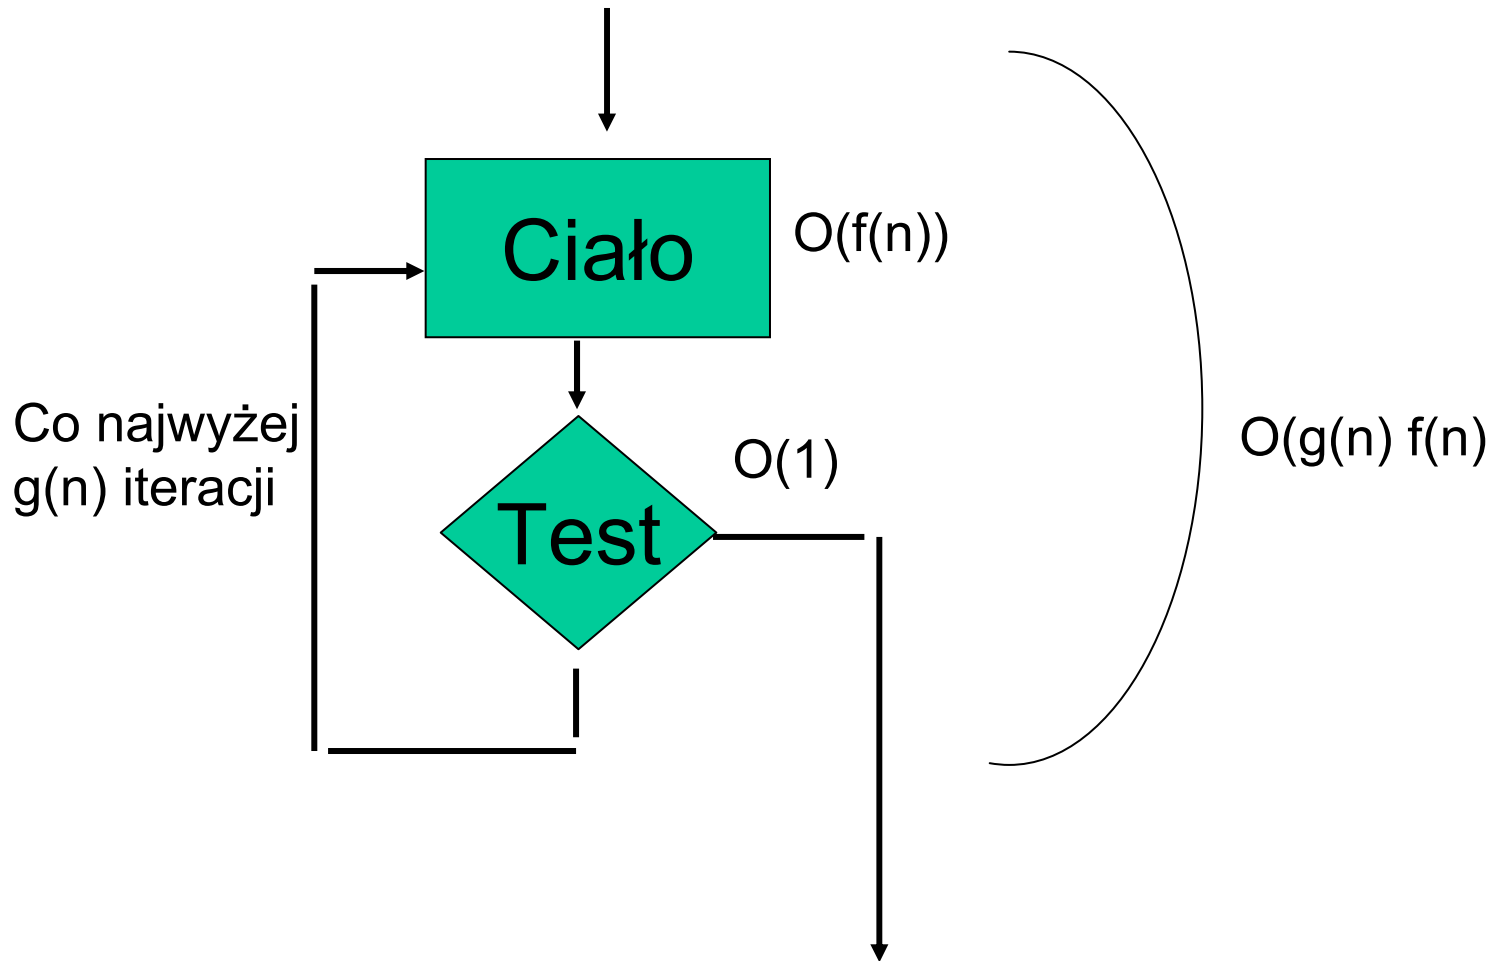 Ciało
O(f(n))
Co najwyżej
g(n) iteracji
O(1)
O(g(n) f(n)
Test